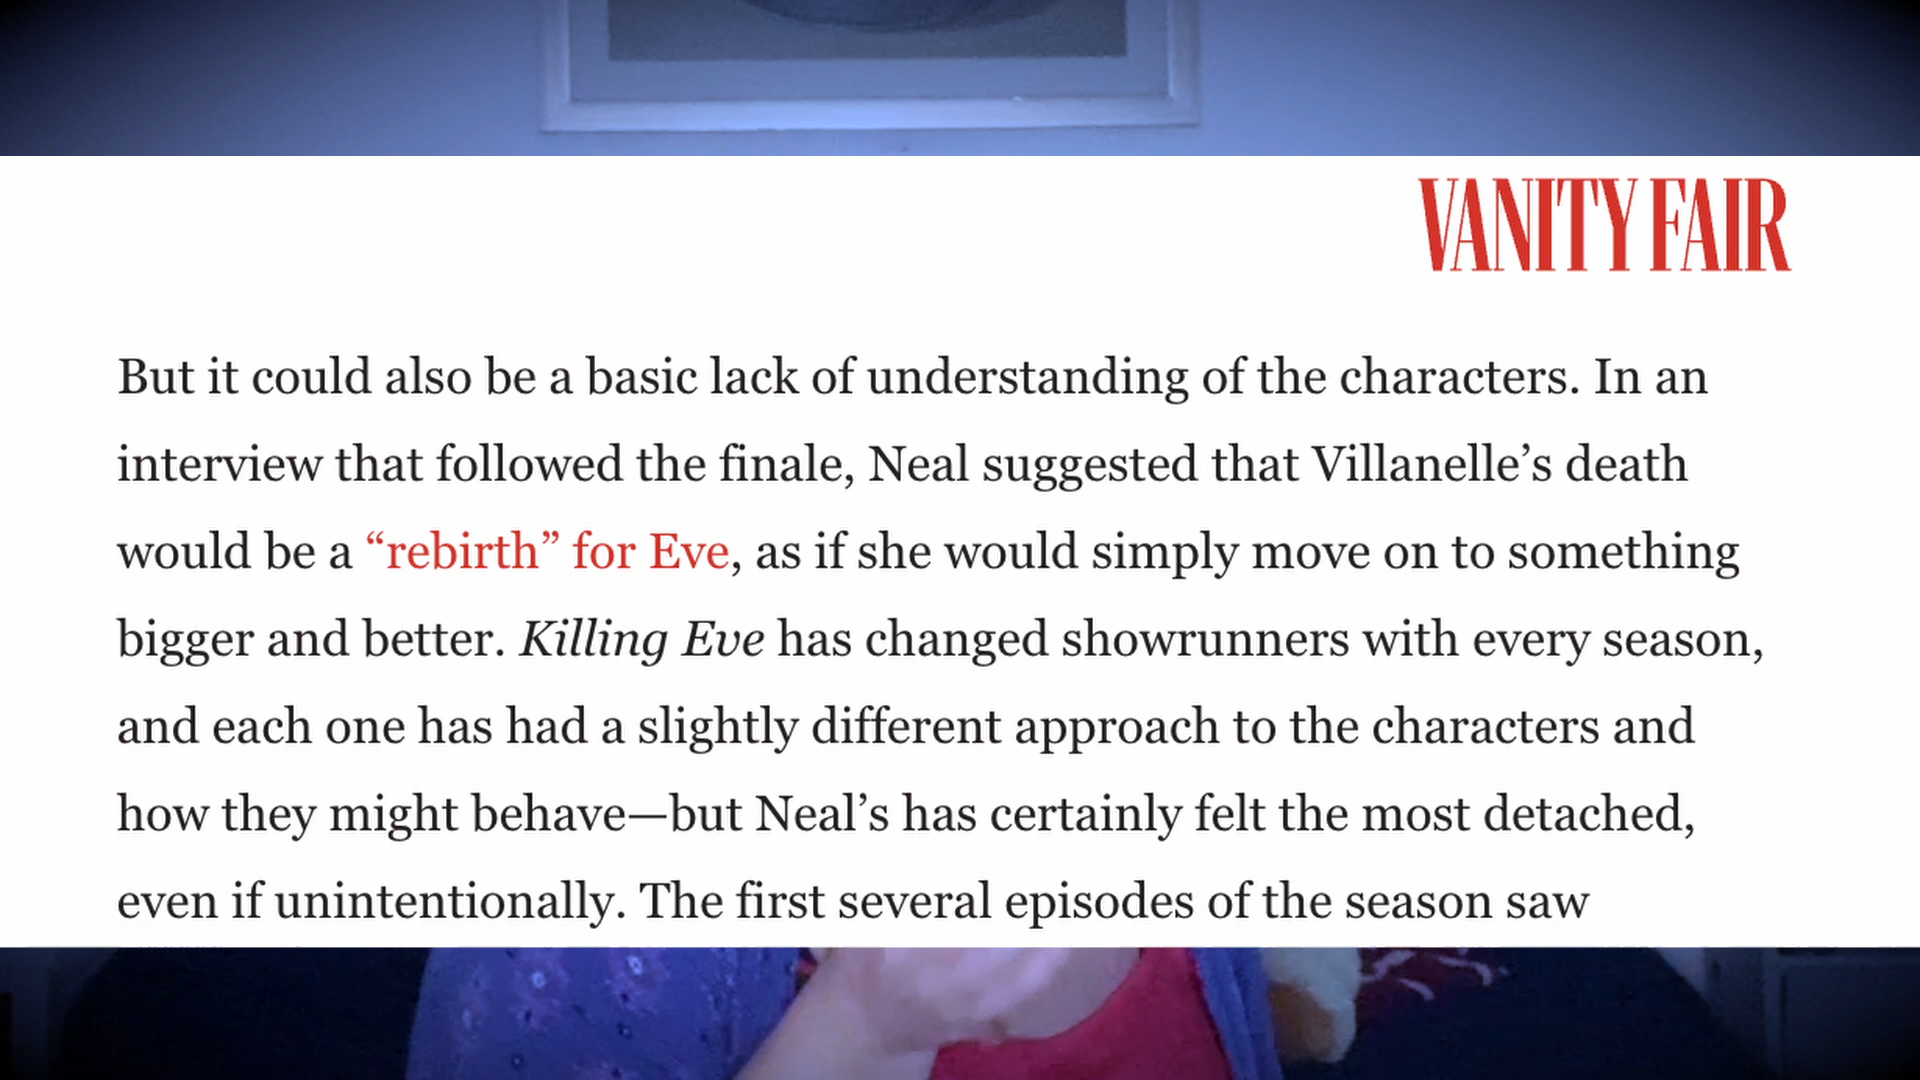 VANITY FAIR
But it could also be a basic lack of understanding of the characters. In an
interview that followed the finale, Neal suggested that Villanelle’s death
would be a “rebirth” for Eve, as if she would simply move on to something
bigger and better. Killing Eve has changed showrunners with every season,
and each one has had a slightly different approach to the characters and
how they might behave—but Neal’s has certainly felt the most detached,
even if unintentionally. The first several episodes of the season saw